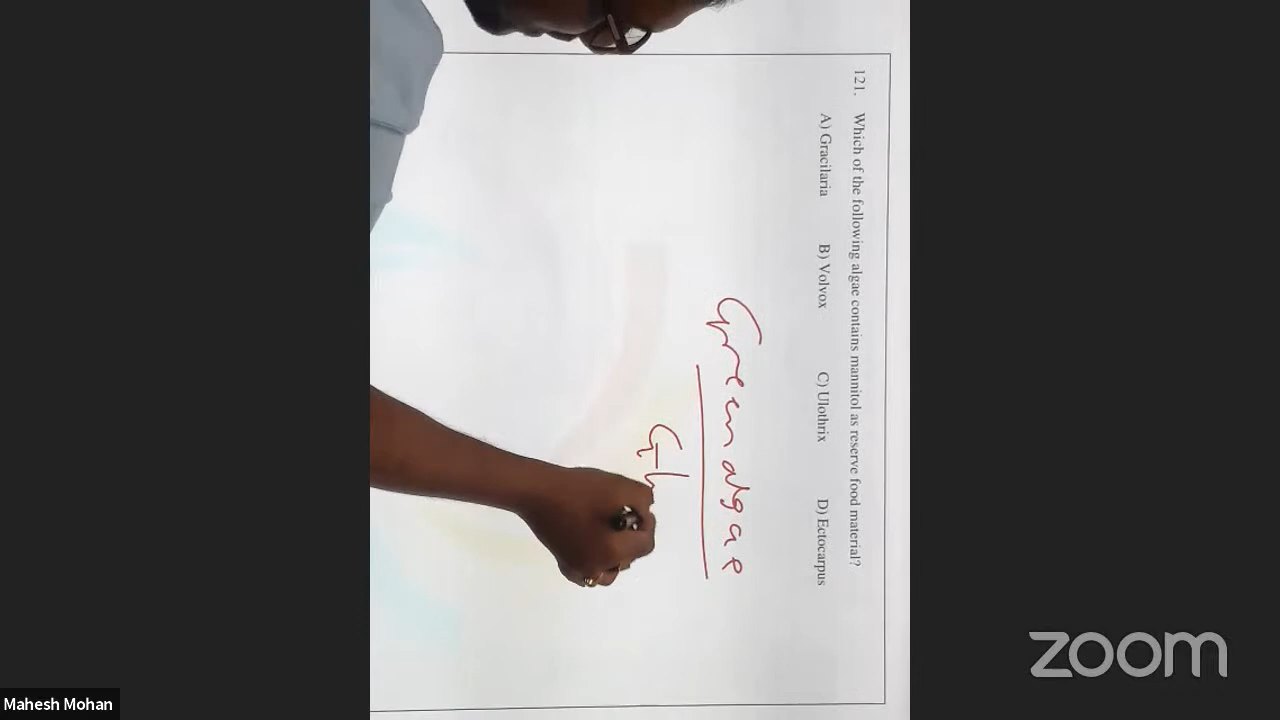 121. Which of the following algae contains mannitol as reserve food material?
A) Gracilaria B) Volvox C) Ulothrix D) Ectocarpus
Green algae
zoom
Mahesh Mohan